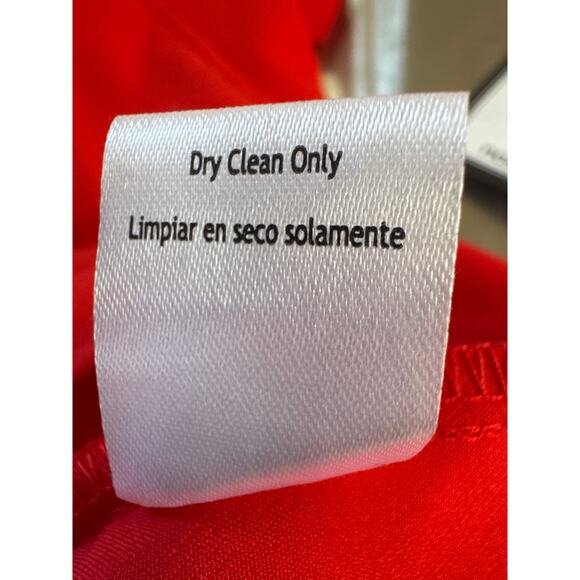 Dry Clean Only
Limpiar en seco solamente